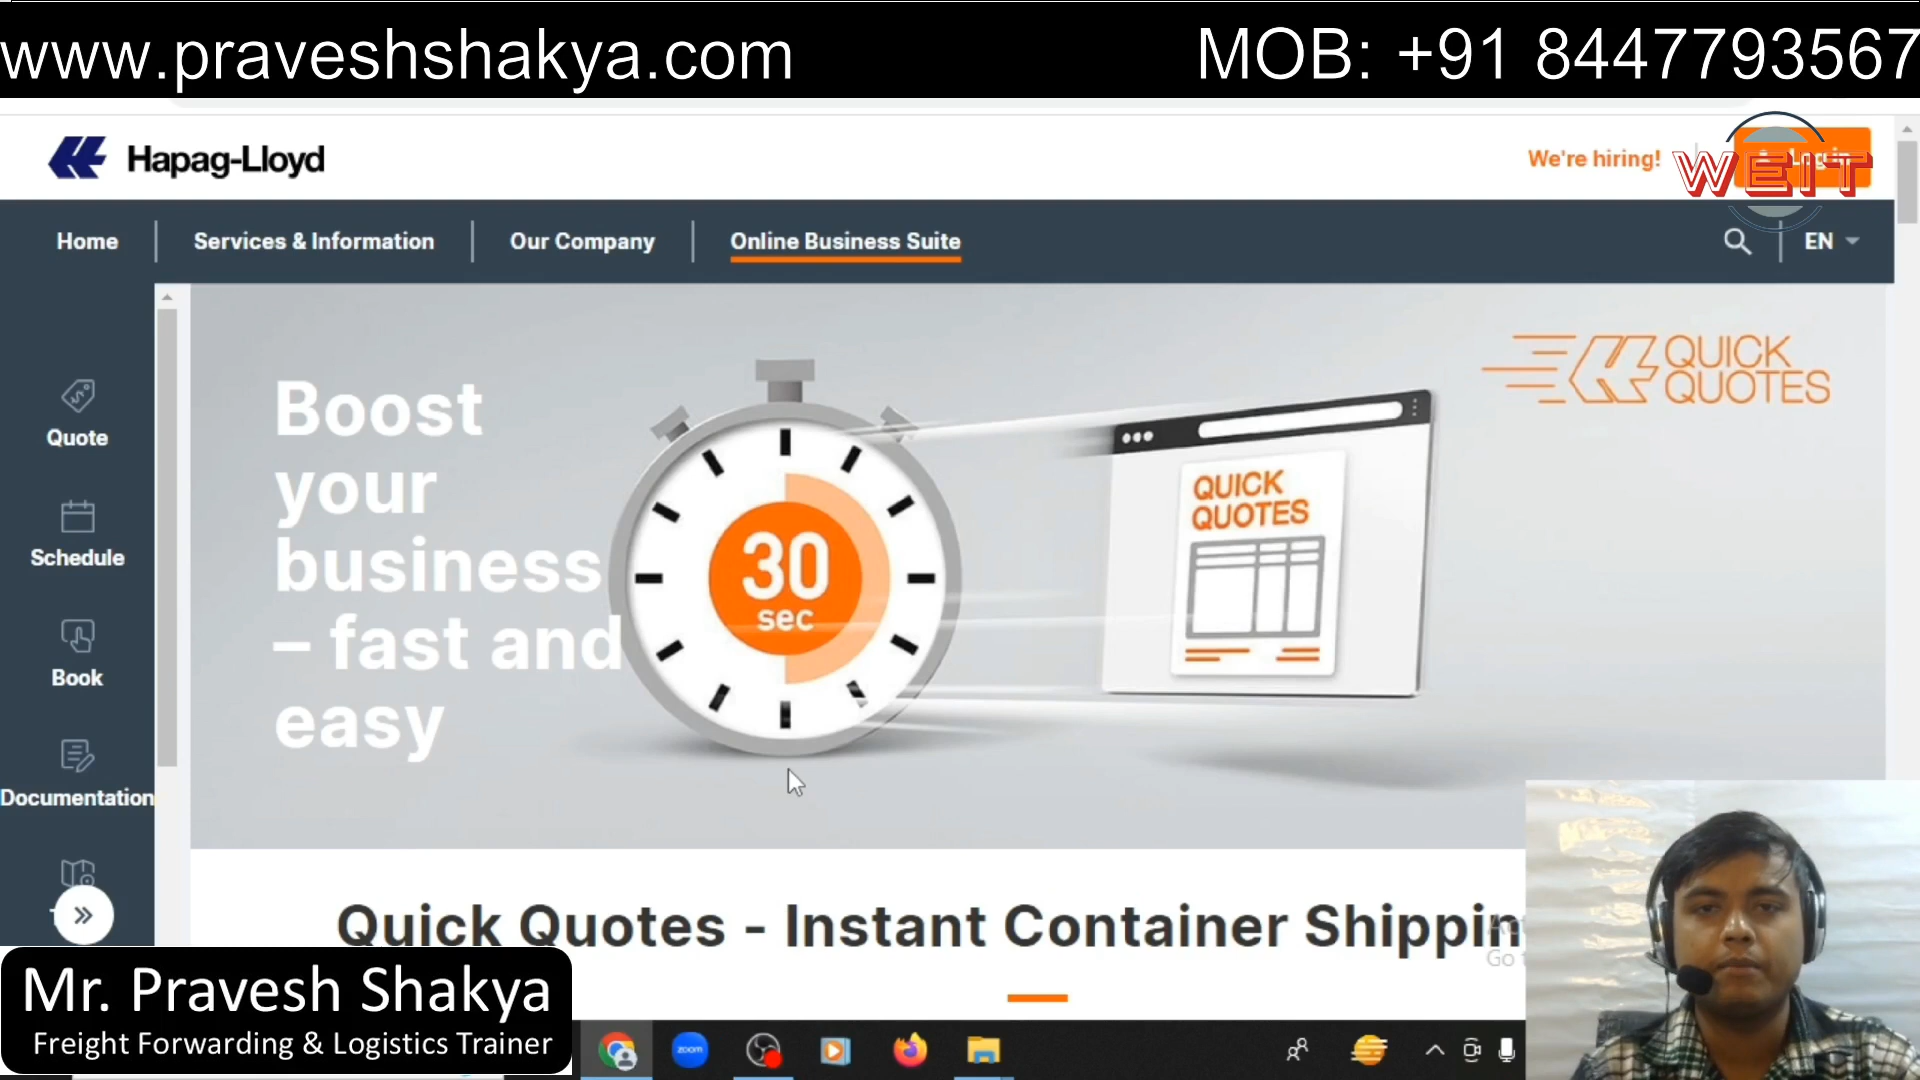 www.praveshshakya.com
MOB: +91 8447793567
Hapag-Lloyd
We're hiring!
WEIT
Home
Services & Information
Our Company
Online Business Suite
EN
Quote
Schedule
Book
Documentation
Boost
your
business
– fast and
easy
30
sec
QUICK
QUOTES
QUICK
QUOTES
Quick Quotes - Instant Container Shippin
Mr. Pravesh Shakya
Freight Forwarding & Logistics Trainer
zoom